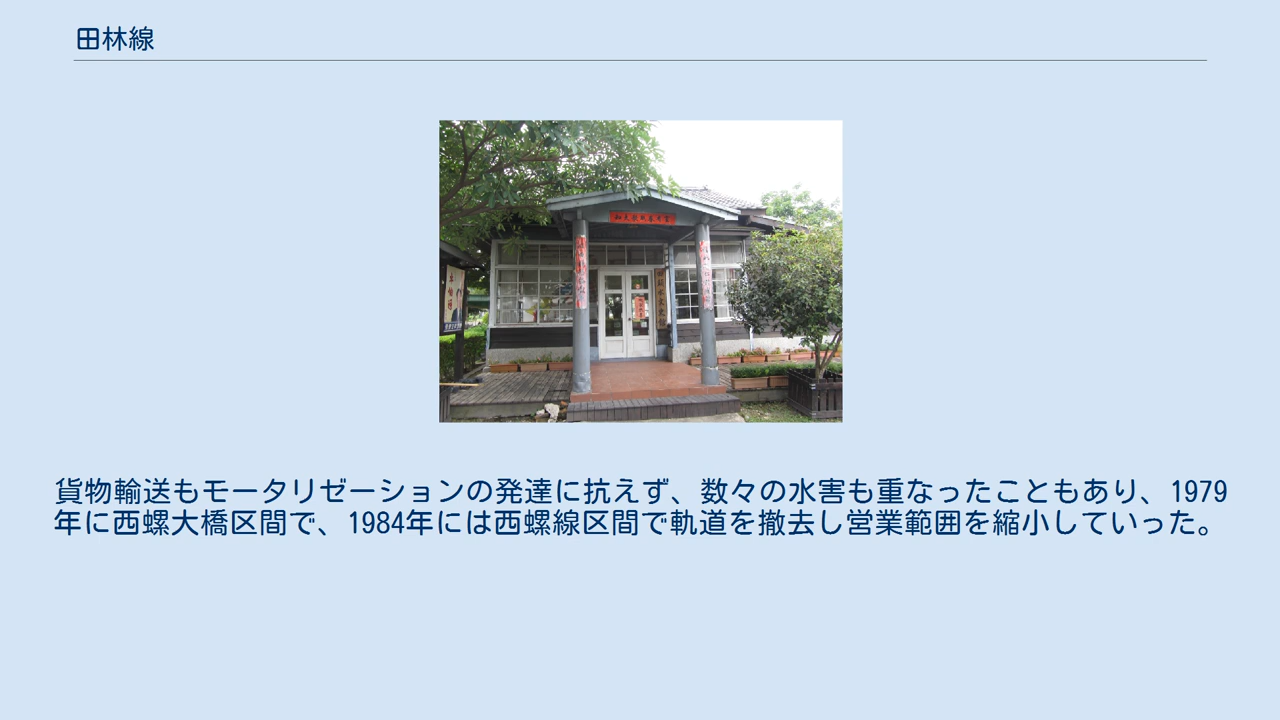 田林線
貨物輸送もモータリゼーションの発達に抗えず、数々の水害も重なったこともあり、1979
年に西螺大橋区間で、1984年には西螺線区間で軌道を撤去し営業範囲を縮小していった。